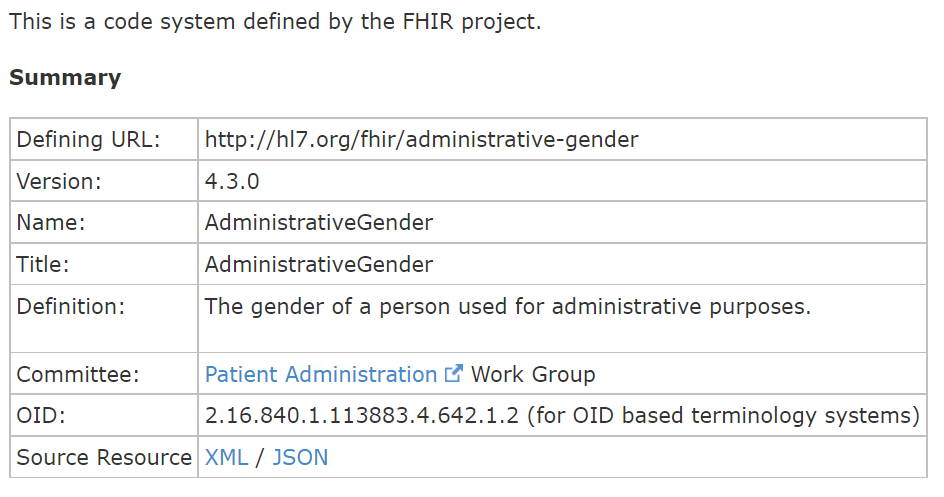 This is a code system defined by the FHIR project.
Summary
Defining URL: http://hl7.org/fhir/administrative-gender
Version: 4.3.0
Name: AdministrativeGender
Title: AdministrativeGender
Definition: The gender of a person used for administrative purposes.
Committee: Patient Administration Work Group
OID: 2.16.840.1.113883.4.642.1.2 (for OID based terminology systems)
Source Resource XML / JSON